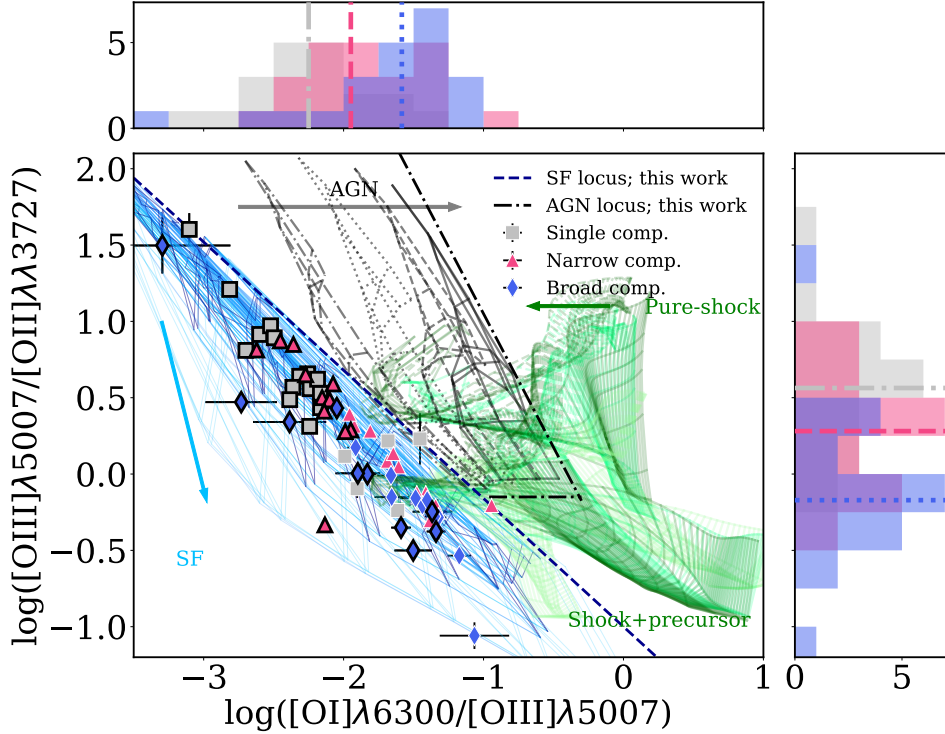 5
0
log([OIII]λ5007/[OII]λλ3727)
2.0
1.5
1.0
0.5
0.0
−0.5
−1.0
AGN
SF locus; this work
AGN locus; this work
Single comp.
Narrow comp.
Broad comp.
Pure-shock
SF
Shock+precursor
−3
−2
−1
0
1
0
5
log([OI]λ6300/[OIII]λ5007)